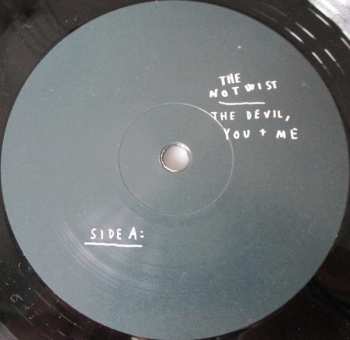 THE
NOTWIST
THE DEVIL,
YOU + ME
SIDE A: